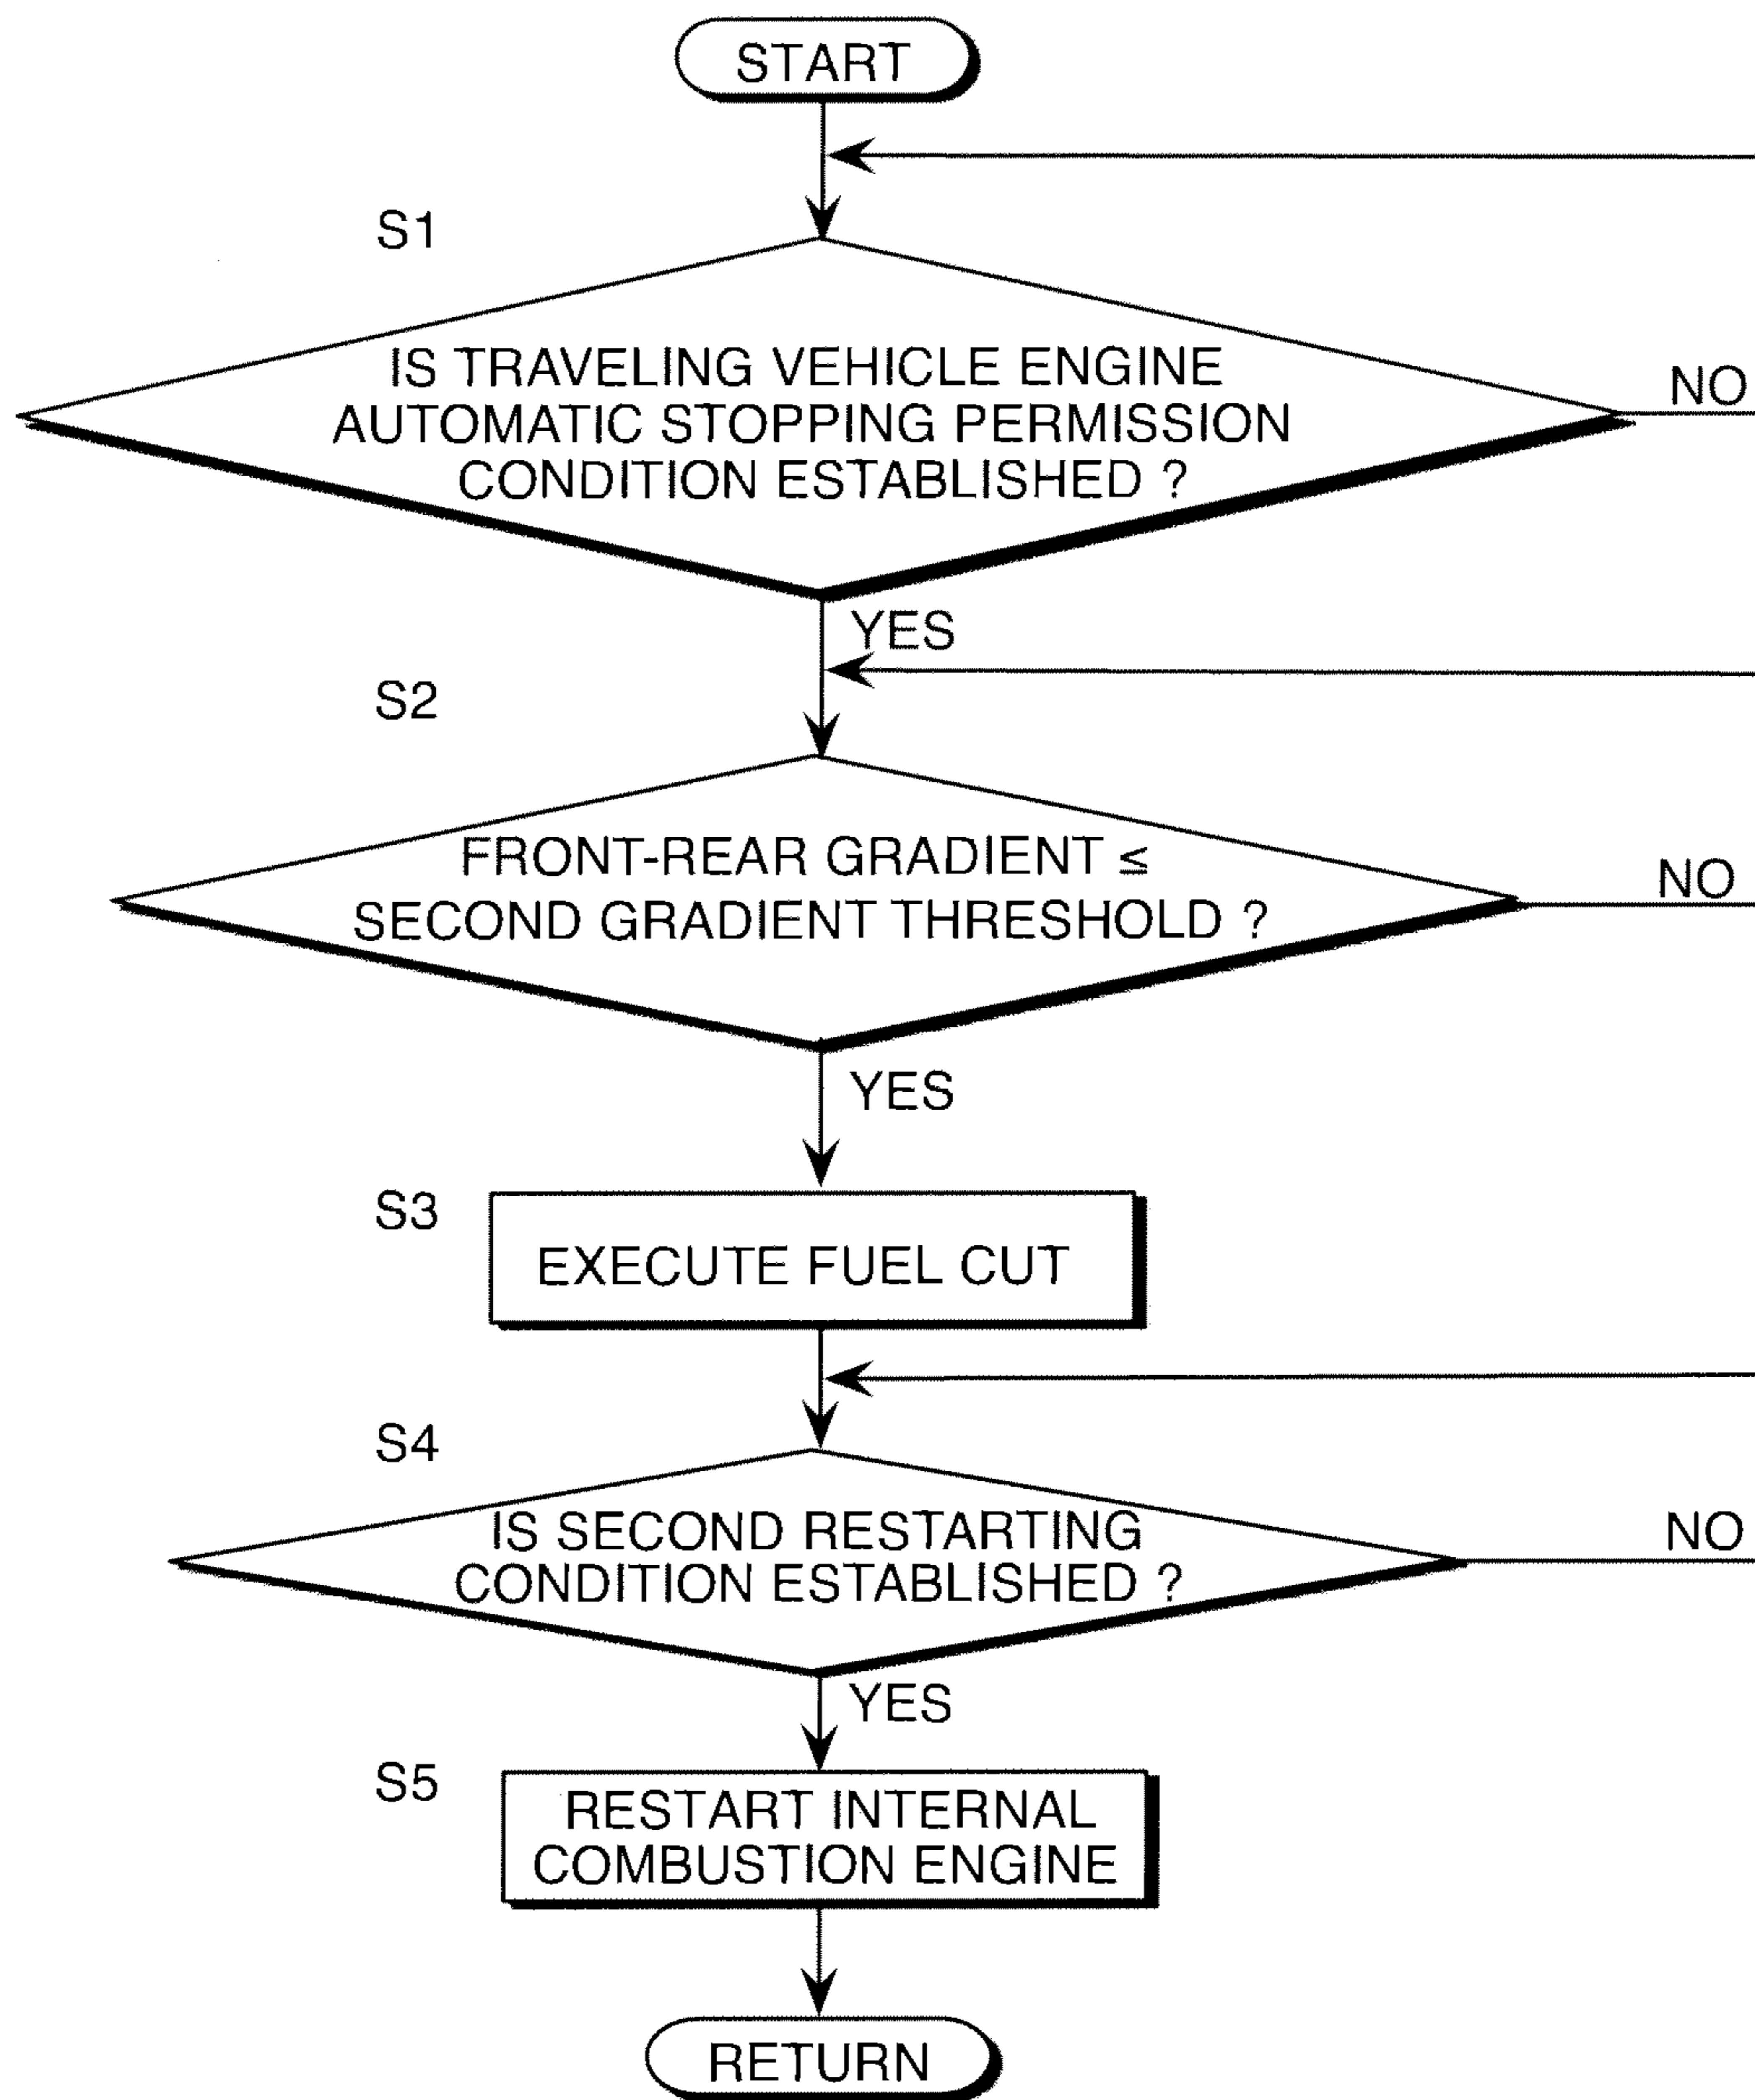 START
S1
IS TRAVELING VEHICLE ENGINE
AUTOMATIC STOPPING PERMISSION
CONDITION ESTABLISHED ?
NO
YES
S2
FRONT-REAR GRADIENT ≤
SECOND GRADIENT THRESHOLD ?
NO
YES
S3
EXECUTE FUEL CUT
S4
IS SECOND RESTARTING
CONDITION ESTABLISHED ?
NO
YES
S5
RESTART INTERNAL
COMBUSTION ENGINE
RETURN